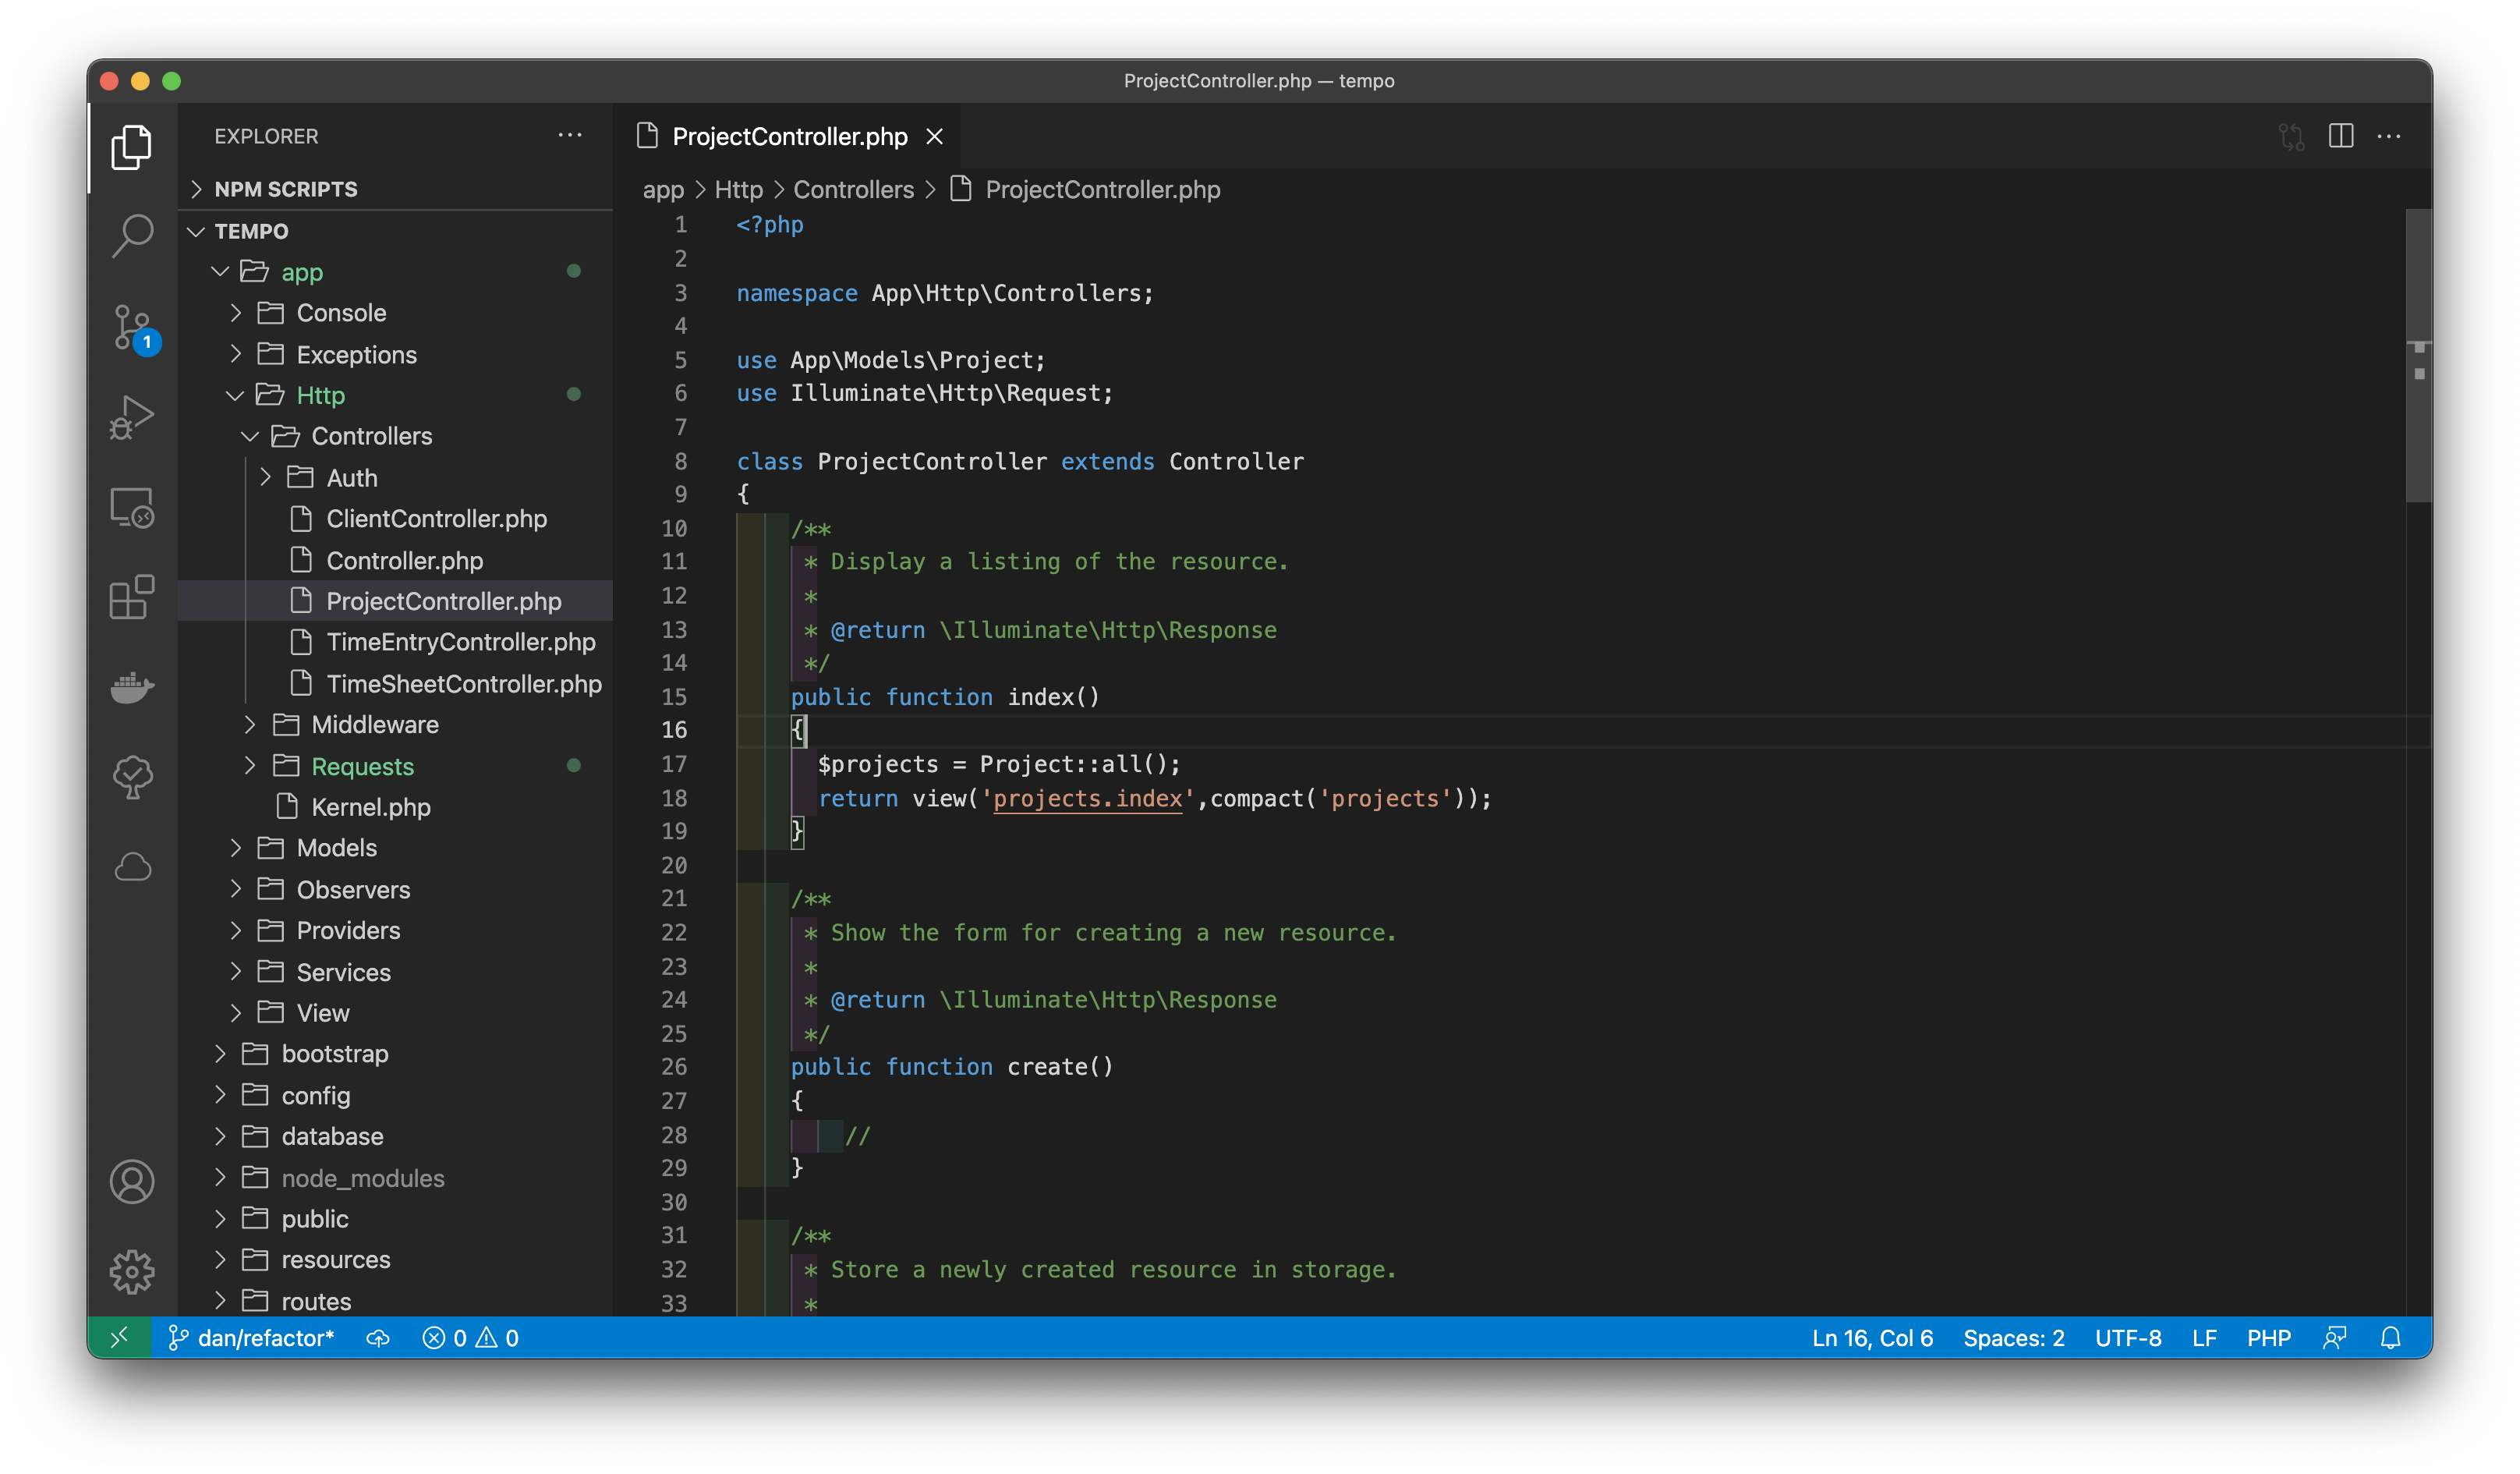 ProjectController.php — tempo
EXPLORER
NPM SCRIPTS
TEMPO
app
Console
Exceptions
Http
Controllers
Auth
ClientController.php
Controller.php
ProjectController.php
TimeEntryController.php
TimeSheetController.php
Middleware
Requests
Kernel.php
Models
Observers
Providers
Services
View
bootstrap
config
database
node_modules
public
resources
routes
1
ProjectController.php
app > Http > Controllers > ProjectController.php
1 <?php
2
3 namespace App\Http\Controllers;
4
5 use App\Models\Project;
6 use Illuminate\Http\Request;
7
8 class ProjectController extends Controller
9 {
10 /**
11 * Display a listing of the resource.
12 *
13 * @return \Illuminate\Http\Response
14 */
15 public function index()
16 {
17 $projects = Project::all();
18 return view('projects.index',compact('projects'));
19 }
20
21 /**
22 * Show the form for creating a new resource.
23 *
24 * @return \Illuminate\Http\Response
25 */
26 public function create()
27 {
28 //
29 }
30
31 /**
32 * Store a newly created resource in storage.
33 *
dan/refactor* 0 0 Ln 16, Col 6 Spaces: 2 UTF-8 LF PHP